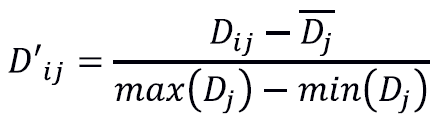 D'ᵢⱼ = (Dᵢⱼ − D̅ⱼ) / (max(Dⱼ) − min(Dⱼ))